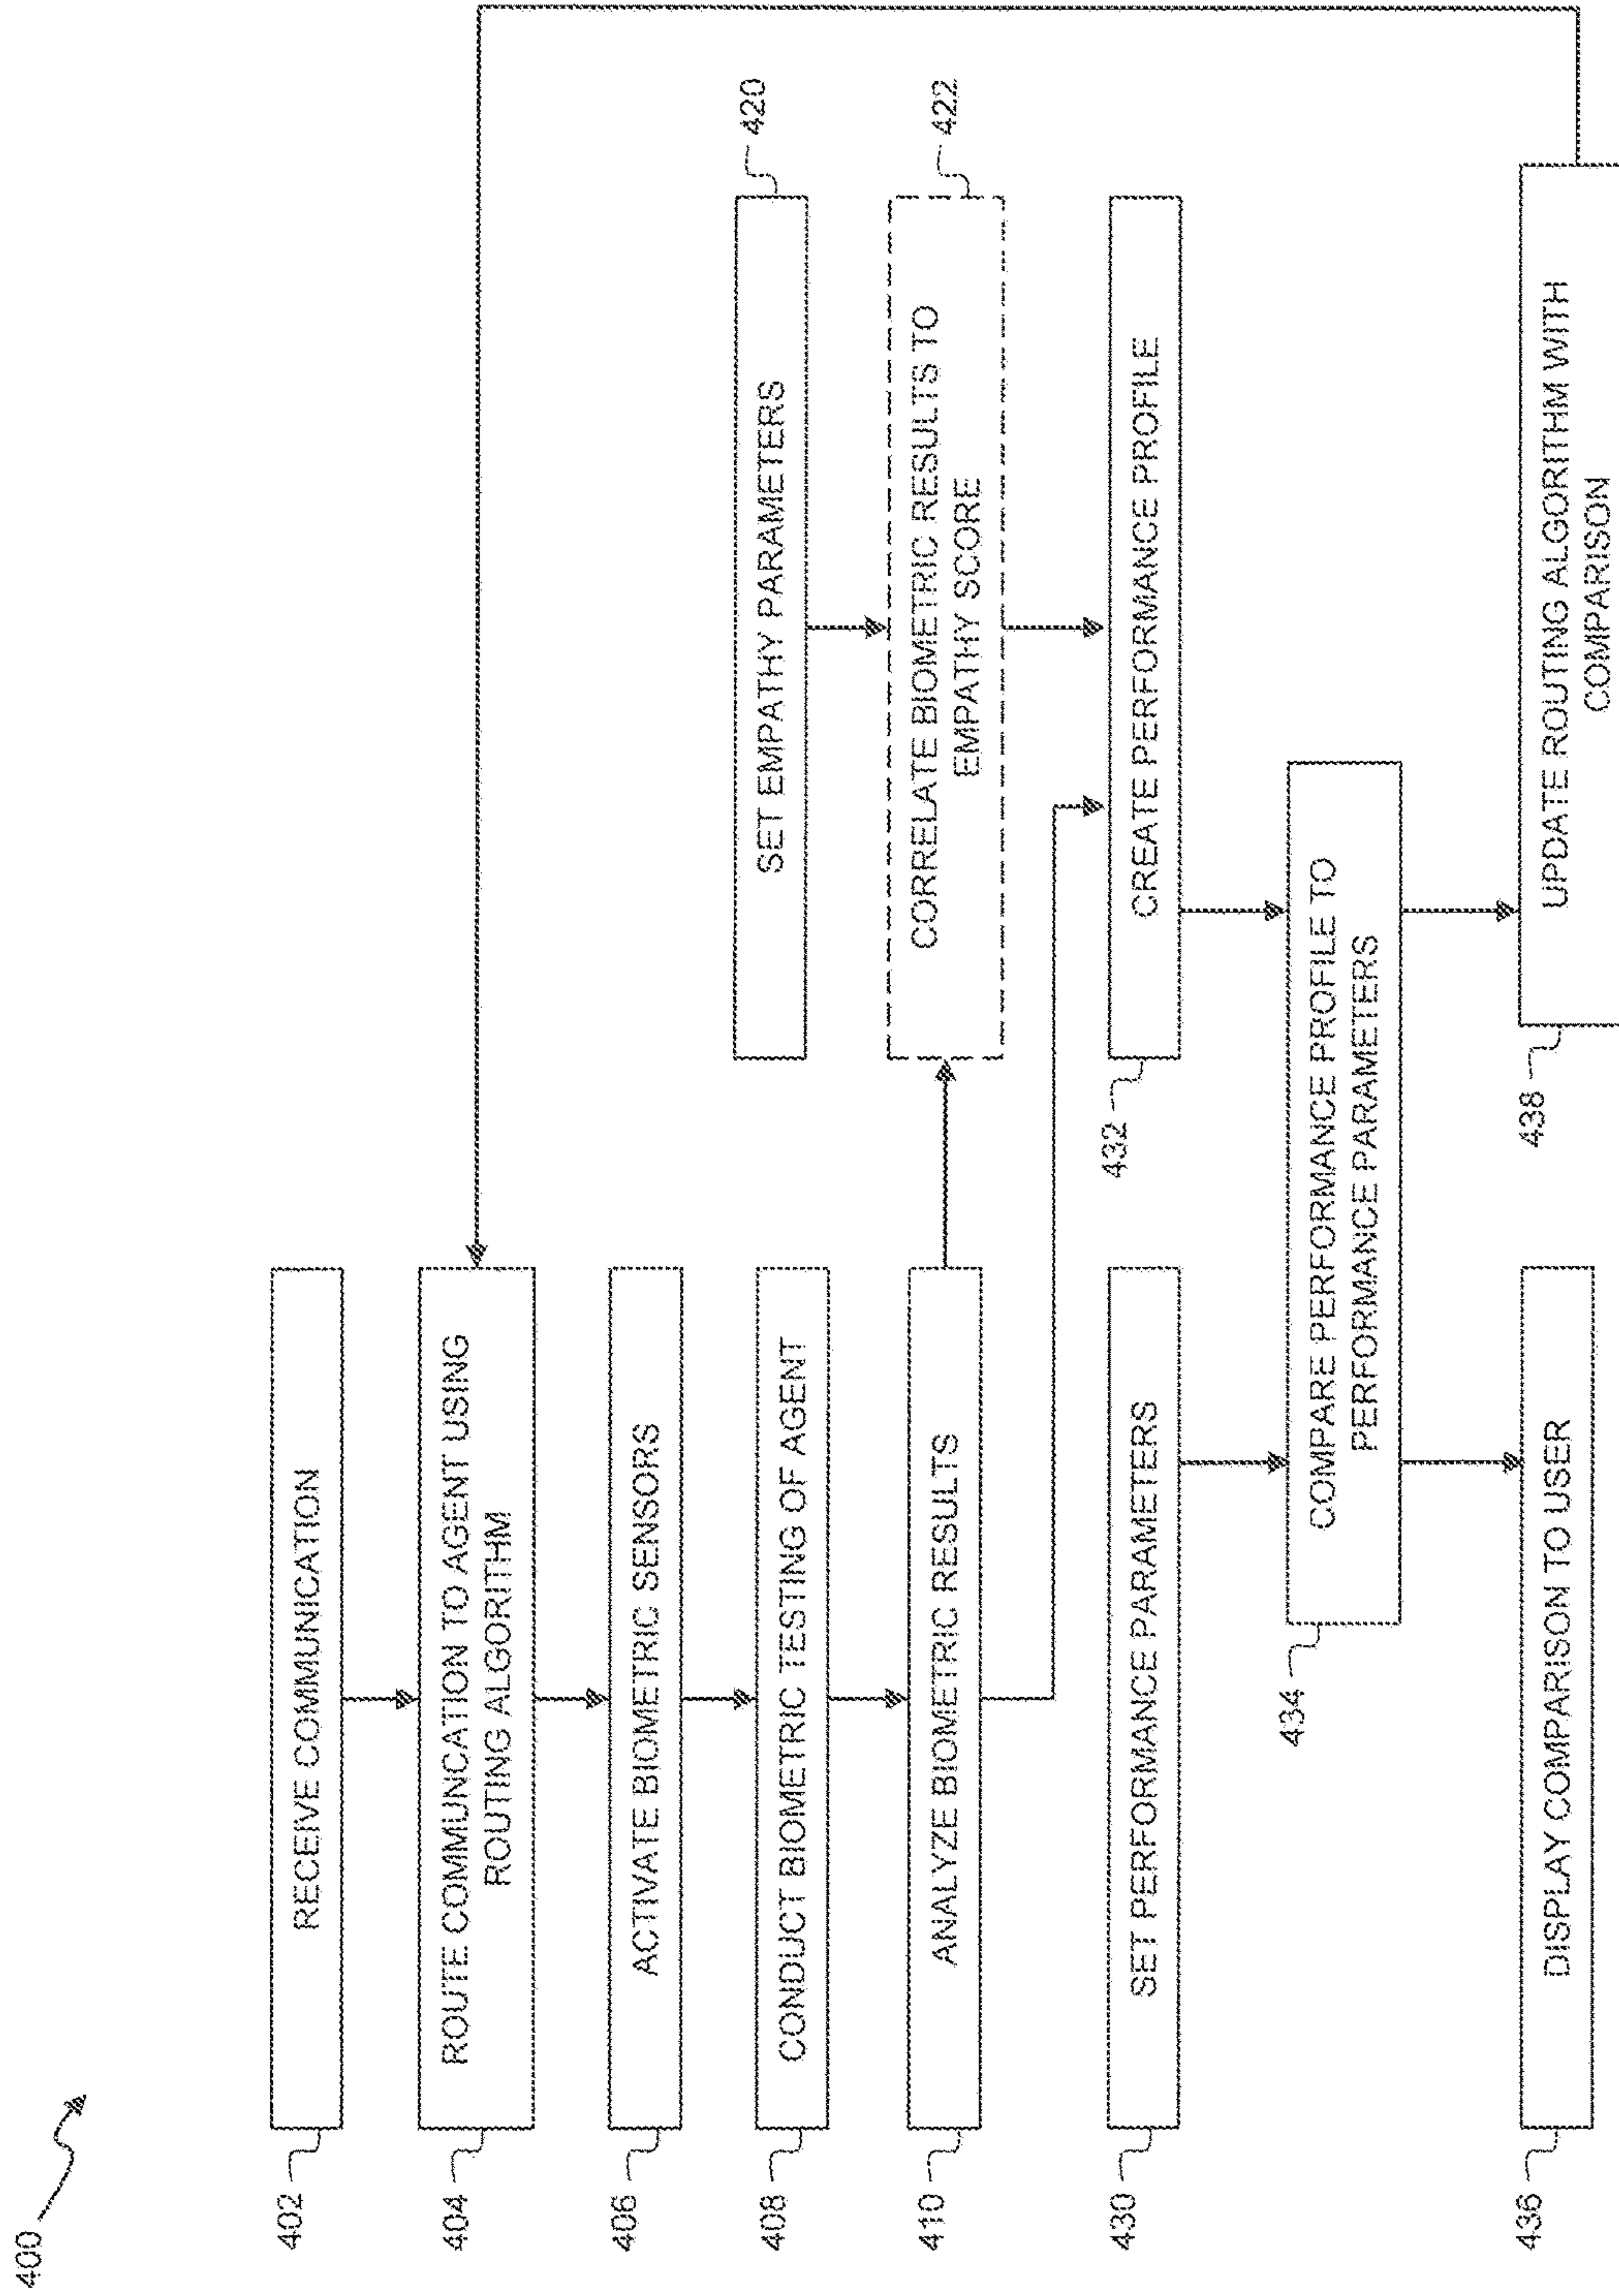 400
402
RECEIVE COMMUNICATION
404
ROUTE COMMUNCATION TO AGENT USING
ROUTING ALGORITHM
406
ACTIVATE BIOMETRIC SENSORS
408
CONDUCT BIOMETRIC TESTING OF AGENT
410
ANALYZE BIOMETRIC RESULTS
SET EMPATHY PARAMETERS
420
CORRELATE BIOMETRIC RESULTS TO
EMPATHY SCORE
422
430
SET PERFORMANCE PARAMETERS
432
CREATE PERFORMANCE PROFILE
434
COMPARE PERFORMANCE PROFILE TO
PERFORMANCE PARAMETERS
436
DISPLAY COMPARISON TO USER
438
UPDATE ROUTING ALGORITHM WITH
COMPARISON